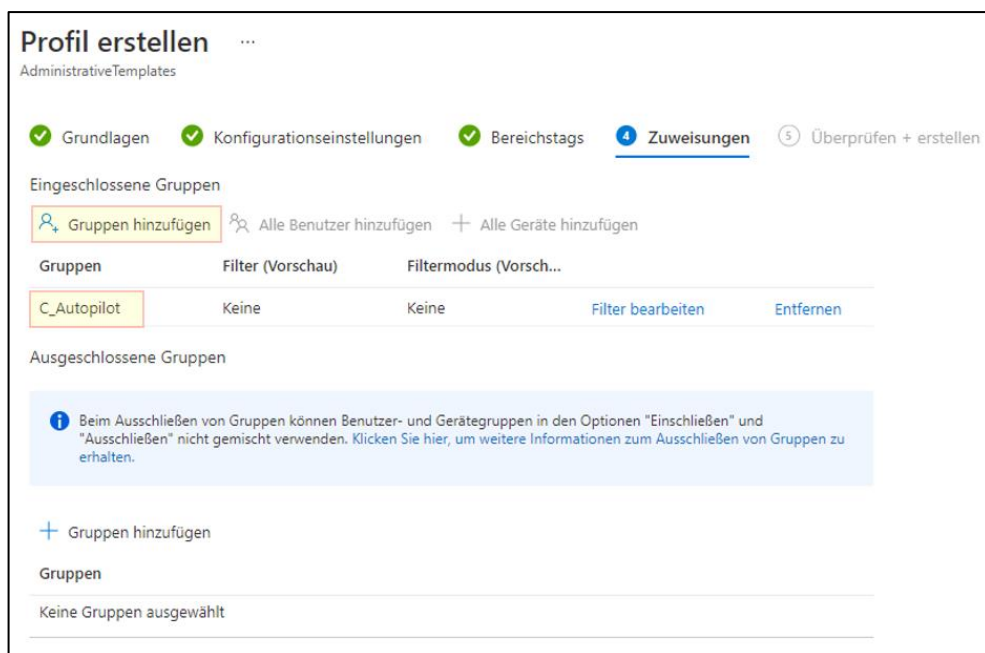 Profil erstellen ...
AdministrativeTemplates
Grundlagen Konfigurationseinstellungen Bereichstags 4 Zuweisungen 5 Überprüfen + erstellen
Eingeschlossene Gruppen
Gruppen hinzufügen Alle Benutzer hinzufügen Alle Geräte hinzufügen
Gruppen Filter (Vorschau) Filtermodus (Vorsch...
C_Autopilot Keine Keine Filter bearbeiten Entfernen
Ausgeschlossene Gruppen
Beim Ausschließen von Gruppen können Benutzer- und Gerätegruppen in den Optionen "Einschließen" und
"Ausschließen" nicht gemischt verwenden. Klicken Sie hier, um weitere Informationen zum Ausschließen von Gruppen zu
erhalten.
Gruppen hinzufügen
Gruppen
Keine Gruppen ausgewählt